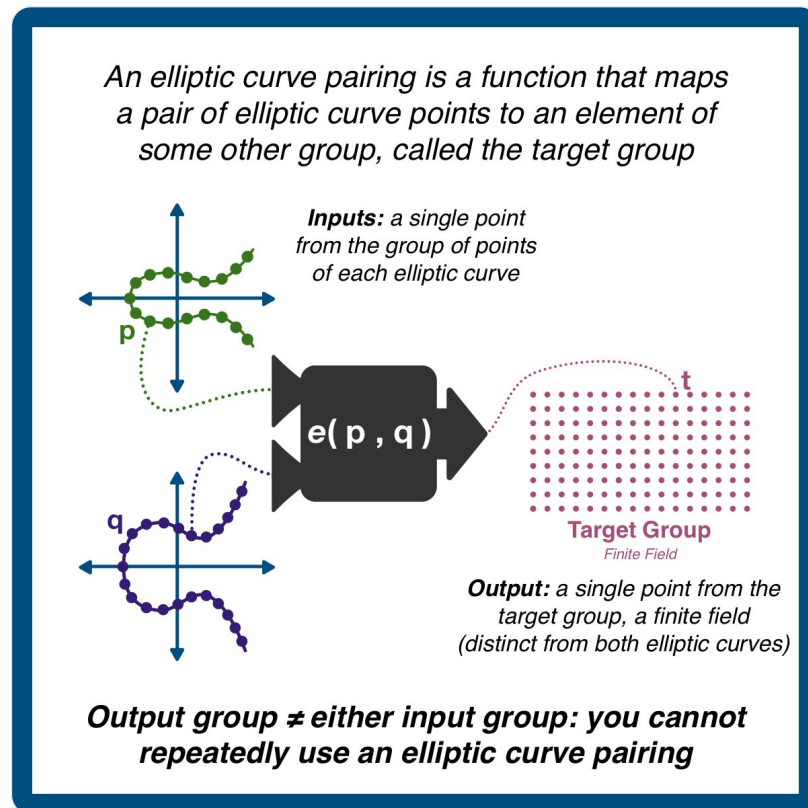 An elliptic curve pairing is a function that maps
a pair of elliptic curve points to an element of
some other group, called the target group
Inputs: a single point
from the group of points
of each elliptic curve
p
e( p , q )
t
q
Target Group
Finite Field
Output: a single point from the
target group, a finite field
(distinct from both elliptic curves)
Output group ≠ either input group: you cannot
repeatedly use an elliptic curve pairing